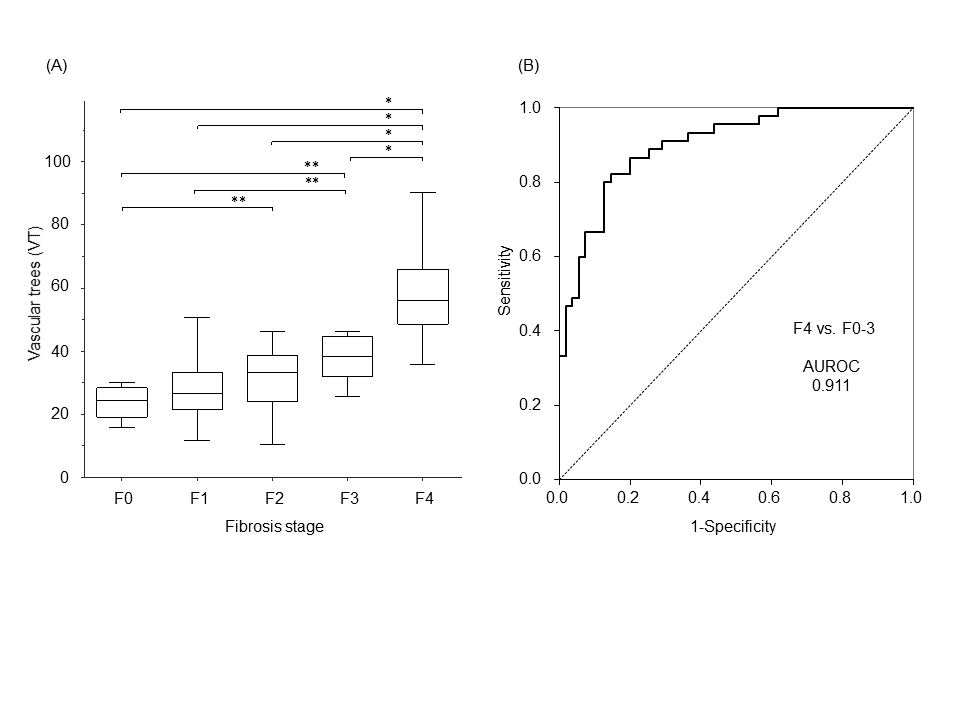 (A)
*
*
*
*
**
**
**
100
80
60
40
20
0
Vascular trees (VT)
F0 F1 F2 F3 F4
Fibrosis stage
(B)
1.0
0.8
0.6
0.4
0.2
0.0
Sensitivity
F4 vs. F0-3
AUROC
0.911
0.0 0.2 0.4 0.6 0.8 1.0
1-Specificity